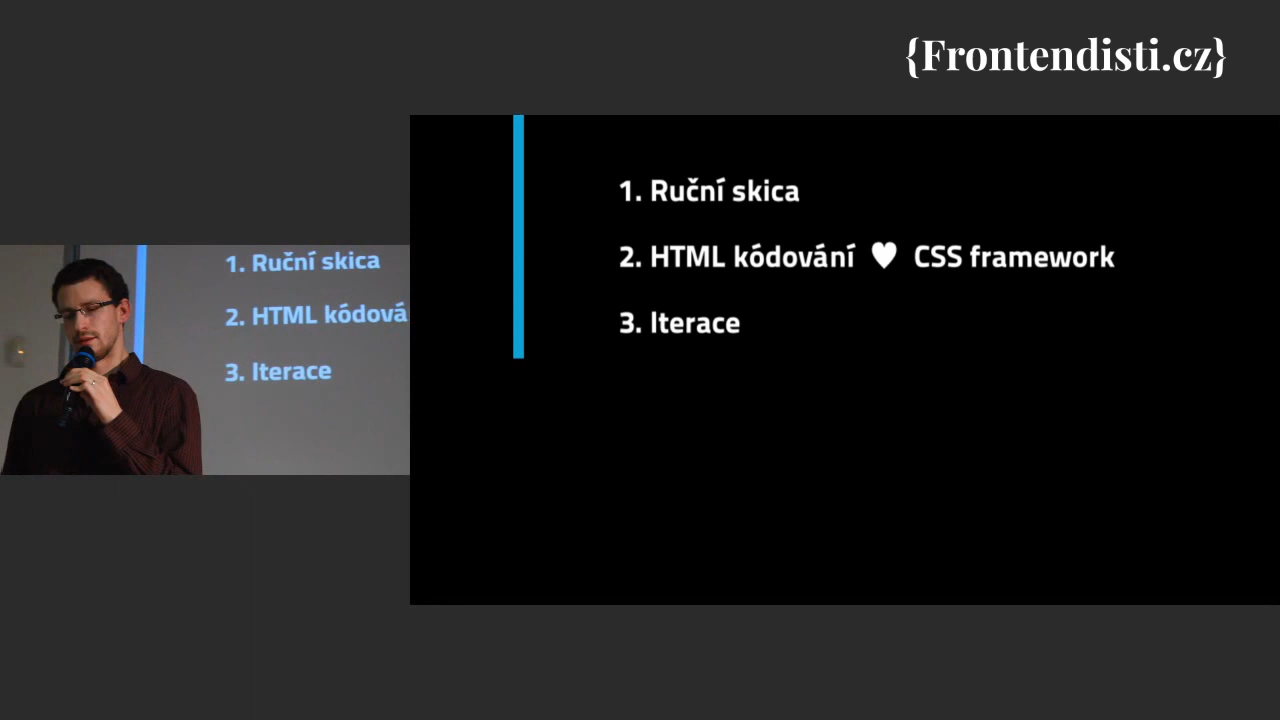 {Frontendisti.cz}
1. Ruční skica
2. HTML kódování ♥ CSS framework
3. Iterace
1. Ruční skica
2. HTML kódová
3. Iterace